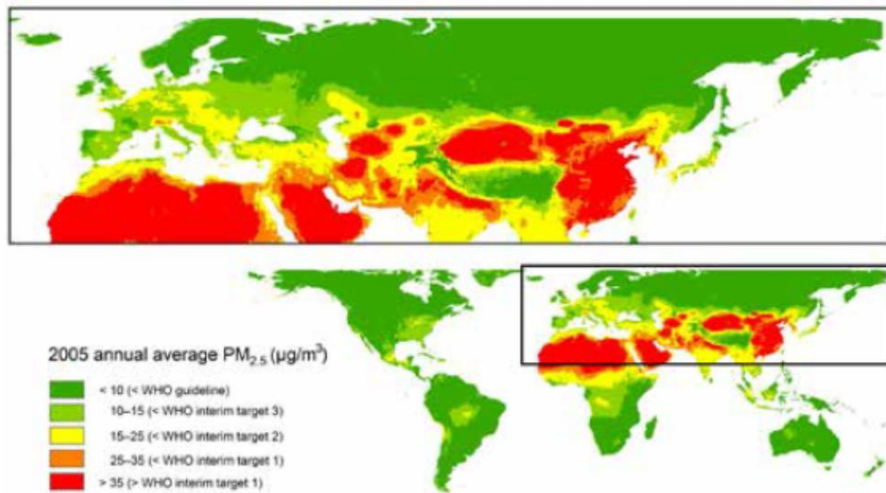 2005 annual average PM2.5 (µg/m³)
< 10 (< WHO guideline)
10–15 (< WHO interim target 3)
15–25 (< WHO interim target 2)
25–35 (< WHO interim target 1)
> 35 (> WHO interim target 1)